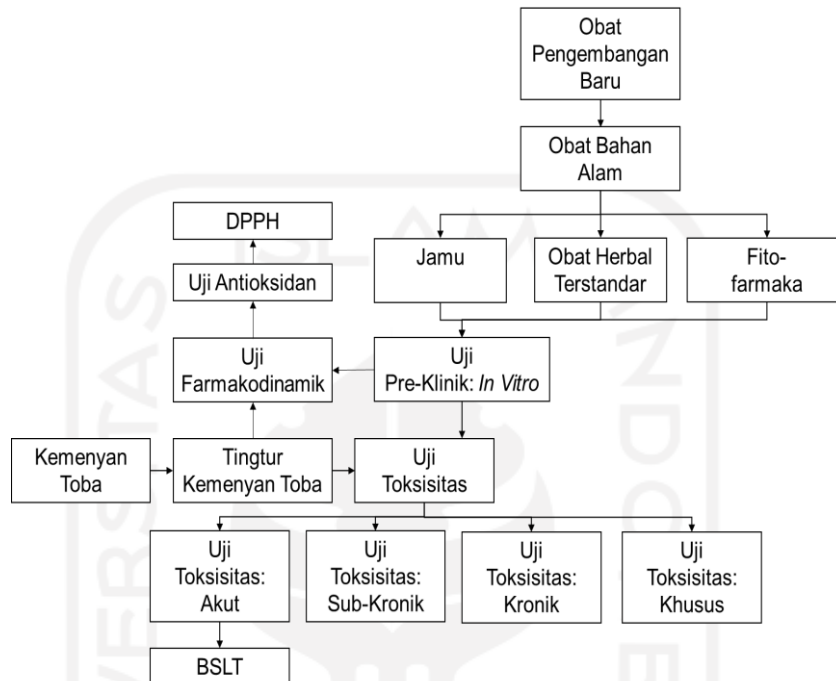 Obat
Pengembangan
Baru
Obat Bahan
Alam
DPPH
Jamu
Obat Herbal
Terstandar
Fito-
farmaka
Uji Antioksidan
Uji
Farmakodinamik
Uji
Pre-Klinik: In Vitro
Kemenyan
Toba
Tingtur
Kemenyan Toba
Uji
Toksisitas
Uji
Toksisitas:
Akut
Uji
Toksisitas:
Sub-Kronik
Uji
Toksisitas:
Kronik
Uji
Toksisitas:
Khusus
BSLT